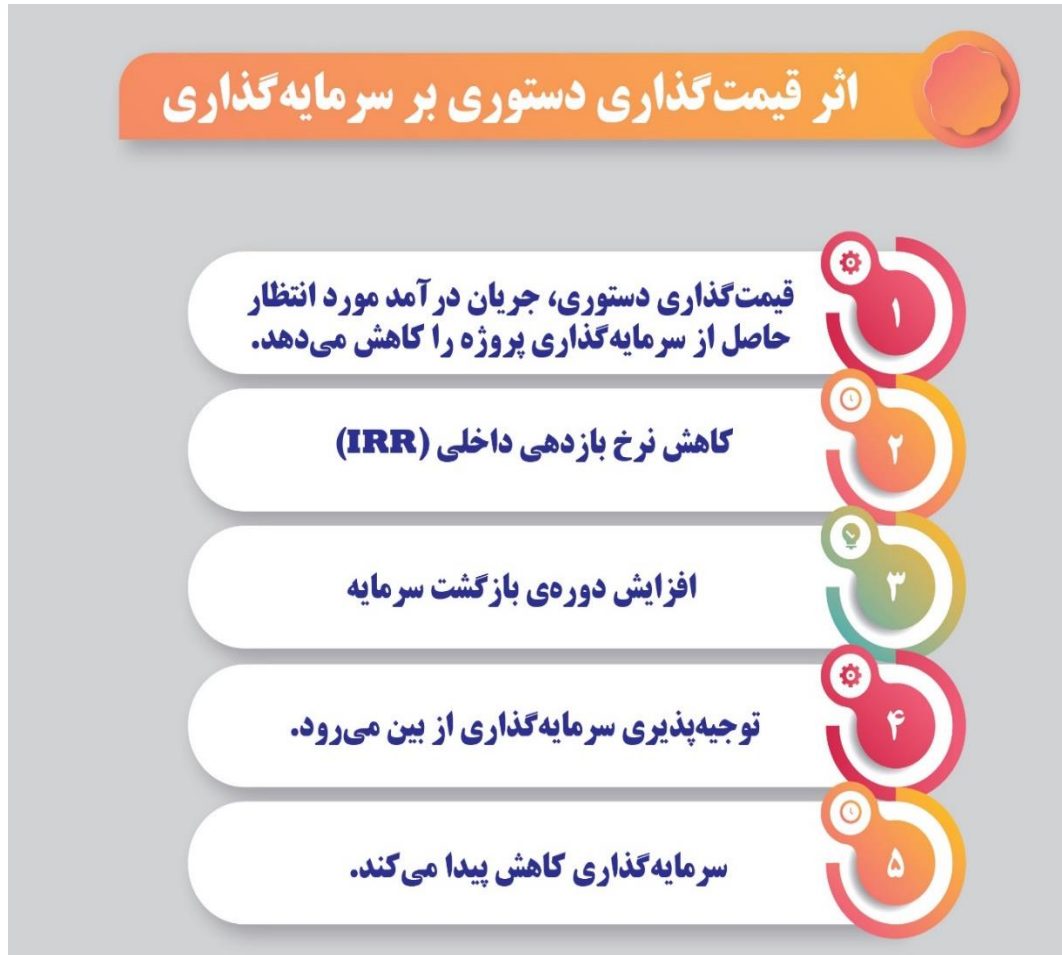 اثر قیمت‌گذاری دستوری بر سرمایه‌گذاری
۱
قیمت‌گذاری دستوری، جریان درآمد مورد انتظار
حاصل از سرمایه‌گذاری پروژه را کاهش می‌دهد.
۲
کاهش نرخ بازدهی داخلی (IRR)
۳
افزایش دوره‌ی بازگشت سرمایه
۴
توجیه‌پذیری سرمایه‌گذاری از بین می‌رود.
۵
سرمایه‌گذاری کاهش پیدا می‌کند.